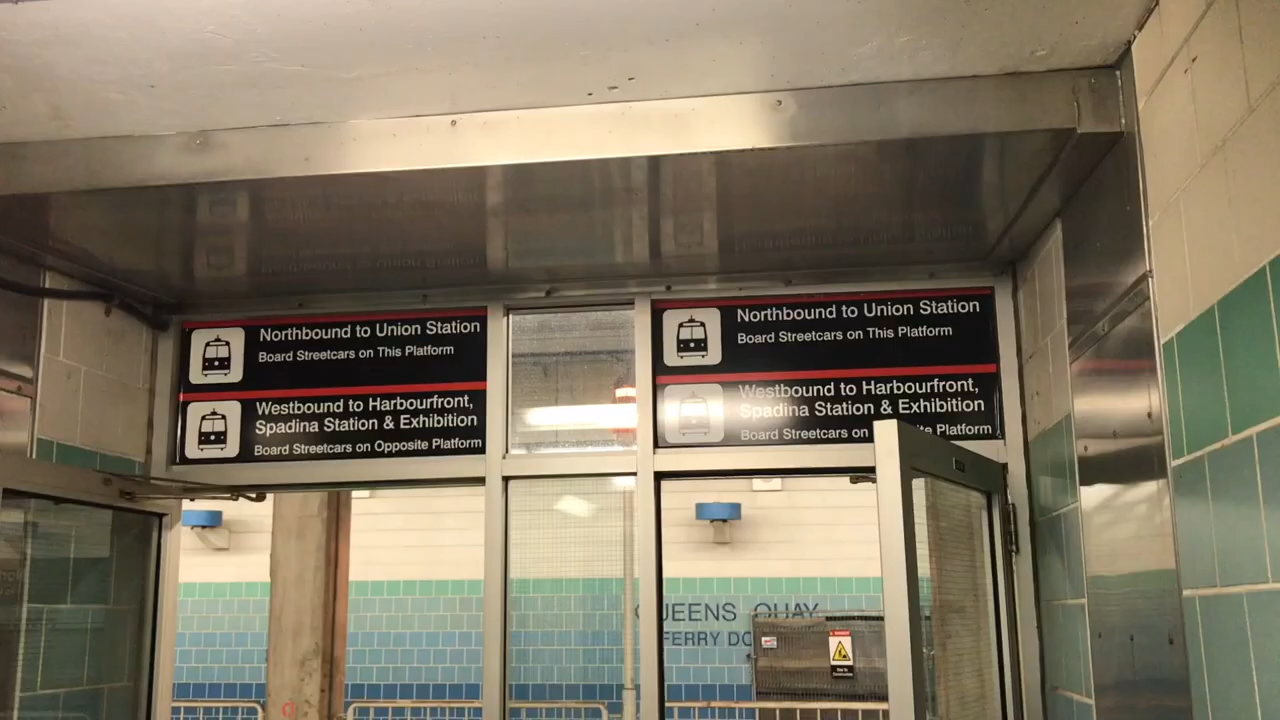 Northbound to Union Station
Board Streetcars on This Platform
Westbound to Harbourfront,
Spadina Station & Exhibition
Board Streetcars on Opposite Platform
Northbound to Union Station
Board Streetcars on This Platform
Westbound to Harbourfront,
Spadina Station & Exhibition
Board Streetcars on Platform
QUAY
FERRY